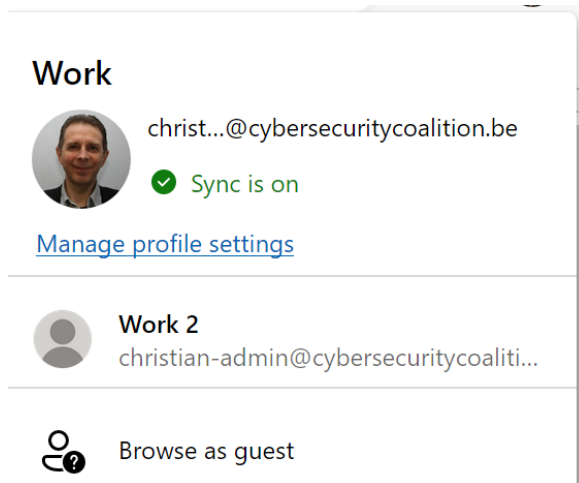 Work
christ...@cybersecuritycoalition.be
Sync is on
Manage profile settings
Work 2
christian-admin@cybersecuritycoaliti...
Browse as guest